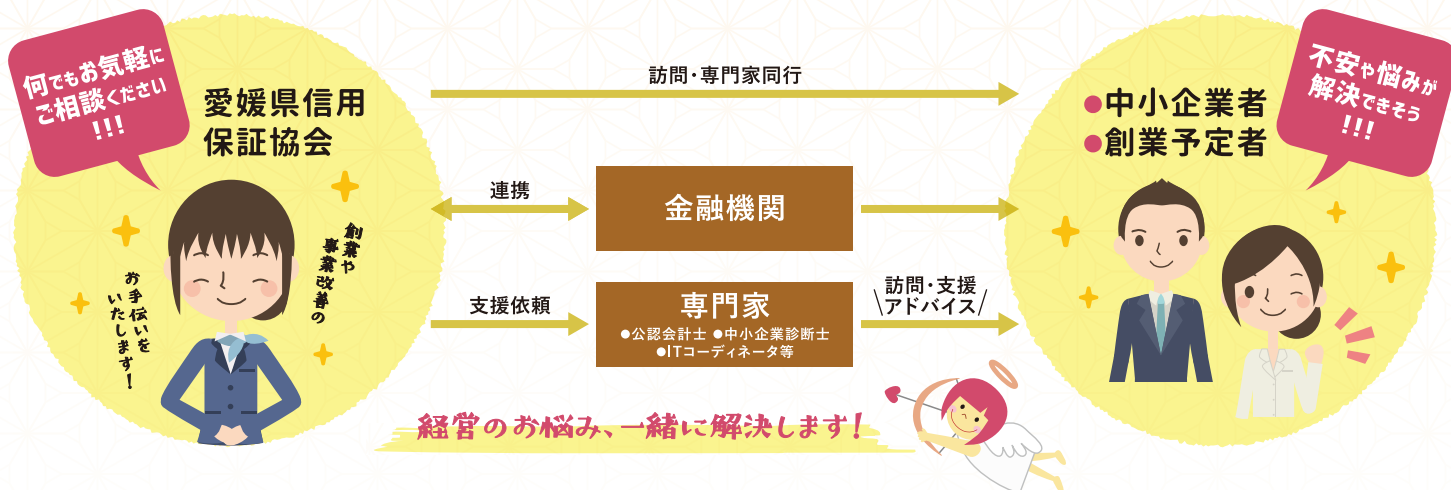 何でもお気軽に
ご相談ください
!!!
愛媛県信用
保証協会
創業や
事業改善の
お手伝いを
いたします!
訪問・専門家同行
連携
金融機関
支援依頼
専門家
●公認会計士 ●中小企業診断士
●ITコーディネータ等
訪問・支援
アドバイス
●中小企業者
●創業予定者
不安や悩みが
解決できそう
!!!
経営のお悩み、一緒に解決します!